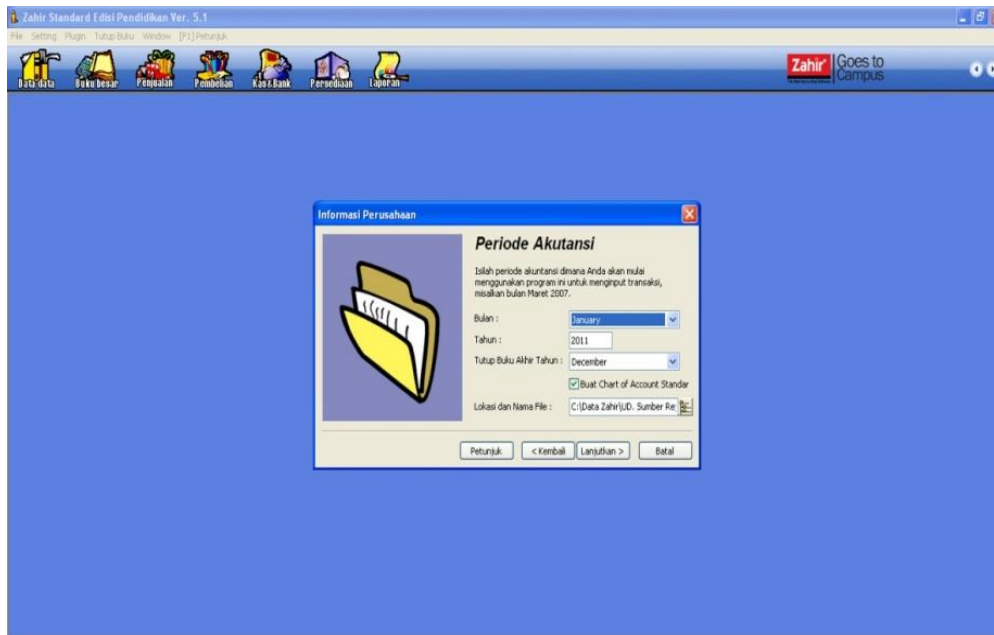 Zahir Standard Edisi Pendidikan Ver. 5.1
File Setting Plugin Tutup Buku Window [F1] Petunjuk
Data data Buku besar Penjualan Pembelian Kas & Bank Persediaan Laporan
Zahir Goes to
Campus
Informasi Perusahaan
Periode Akutansi
Isilah periode akuntansi dimana Anda akan mulai
menggunakan program ini untuk menginput transaksi,
misalkan bulan Maret 2007.
Bulan : January
Tahun : 2011
Tutup Buku Akhir Tahun : December
Buat Chart of Account Standar
Lokasi dan Nama File : C:\Data Zahir\UD. Sumber Re
Petunjuk < Kembali Lanjutkan > Batal